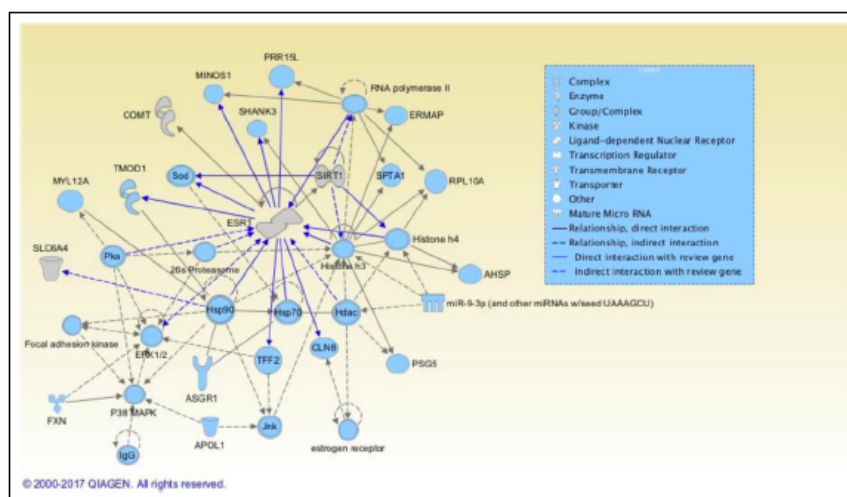 PRR15L
MINOS1
RNA polymerase II
COMT
SHANK3
ERMAP
TMOD1
Sod
SIRT1
SPTA1
RPL10A
MYL12A
ESR1
SLC6A4
Pka
26s Proteasome
Histone h3
Histone h4
AHSP
Hsp90
Hsp70
Hdac
miR-9-3p (and other miRNAs w/seed UAAAGCU)
Focal adhesion kinase
ERK1/2
TFF2
CLN8
PSG5
ASGR1
FXN
P38 MAPK
APOL1
Jnk
estrogen receptor
IgG
Complex
Enzyme
Group/Complex
Kinase
Ligand-dependent Nuclear Receptor
Transcription Regulator
Transmembrane Receptor
Transporter
Other
Mature Micro RNA
Relationship, direct interaction
Relationship, indirect interaction
Direct interaction with review gene
Indirect interaction with review gene
© 2000-2017 QIAGEN. All rights reserved.